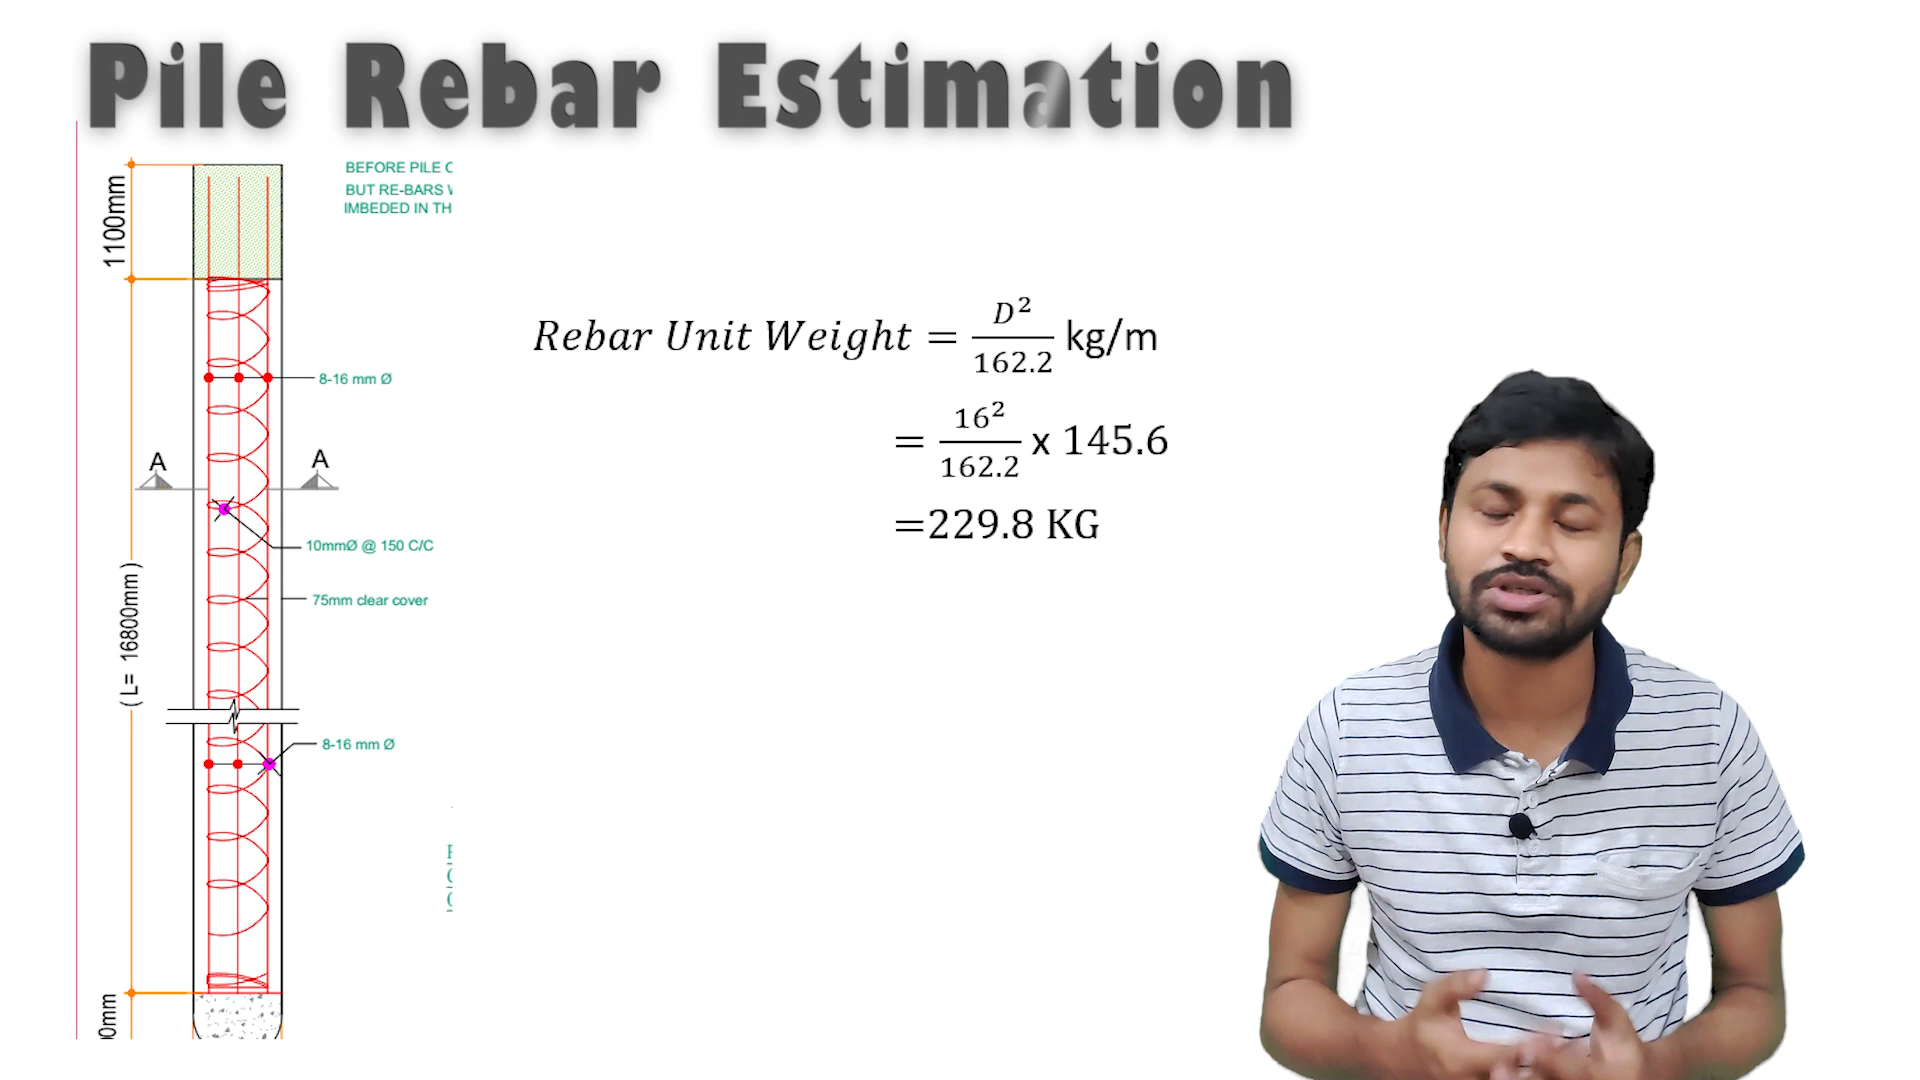 Pile Rebar Estimation
BEFORE PILE
BUT RE-BARS
IMBEDED IN TH
1100mm
Rebar Unit Weight = D²/162.2 kg/m
8-16 mm Ø
= 16²/162.2 x 145.6
A A
=229.8 KG
10mmØ @ 150 C/C
75mm clear cover
( L= 16800mm )
8-16 mm Ø
0mm